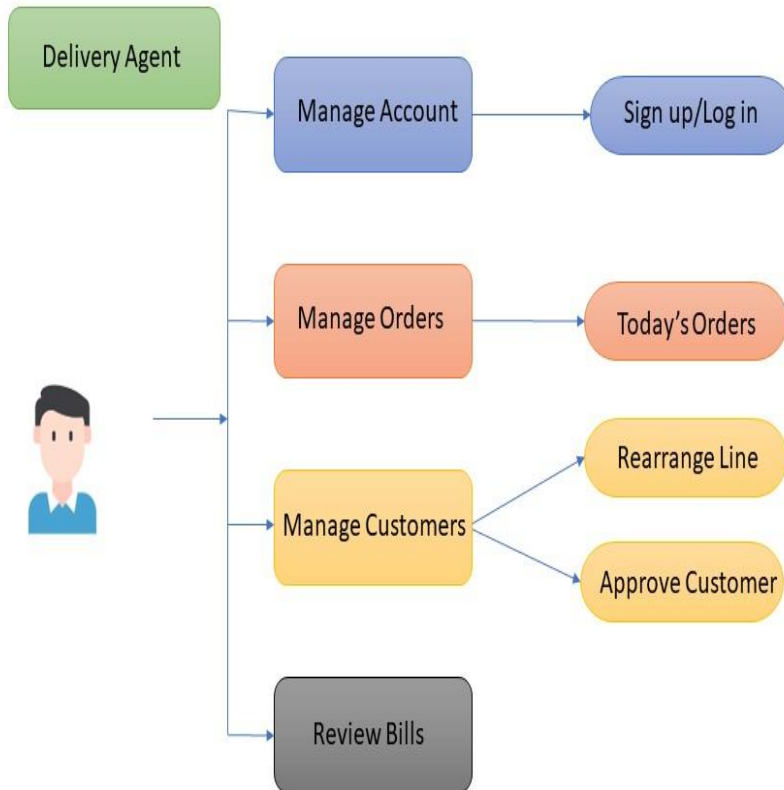 Delivery Agent
Manage Account
Sign up/Log in
Manage Orders
Today's Orders
Manage Customers
Rearrange Line
Approve Customer
Review Bills